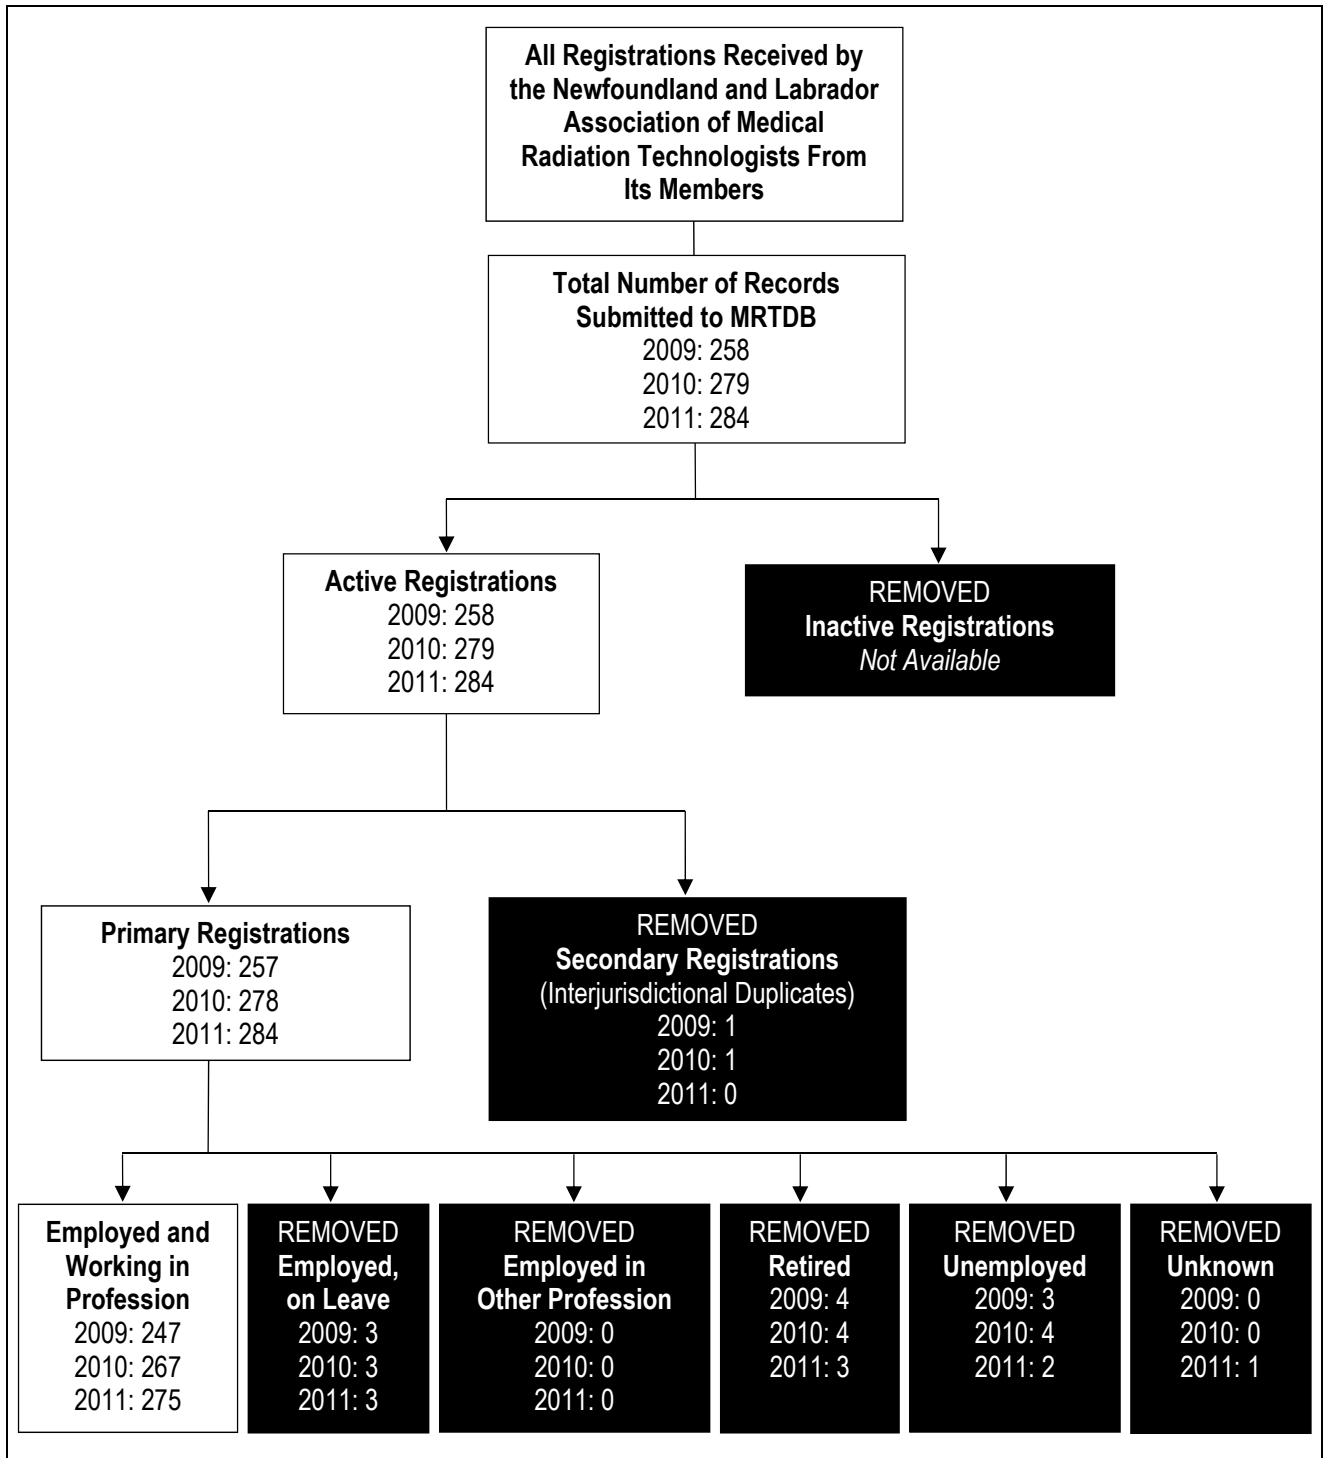 All Registrations Received by
the Newfoundland and Labrador
Association of Medical
Radiation Technologists From
Its Members
Total Number of Records
Submitted to MRTDB
2009: 258
2010: 279
2011: 284
Active Registrations
2009: 258
2010: 279
2011: 284
REMOVED
Inactive Registrations
Not Available
Primary Registrations
2009: 257
2010: 278
2011: 284
REMOVED
Secondary Registrations
(Interjurisdictional Duplicates)
2009: 1
2010: 1
2011: 0
Employed and
Working in
Profession
2009: 247
2010: 267
2011: 275
REMOVED
Employed,
on Leave
2009: 3
2010: 3
2011: 3
REMOVED
Employed in
Other Profession
2009: 0
2010: 0
2011: 0
REMOVED
Retired
2009: 4
2010: 4
2011: 3
REMOVED
Unemployed
2009: 3
2010: 4
2011: 2
REMOVED
Unknown
2009: 0
2010: 0
2011: 1